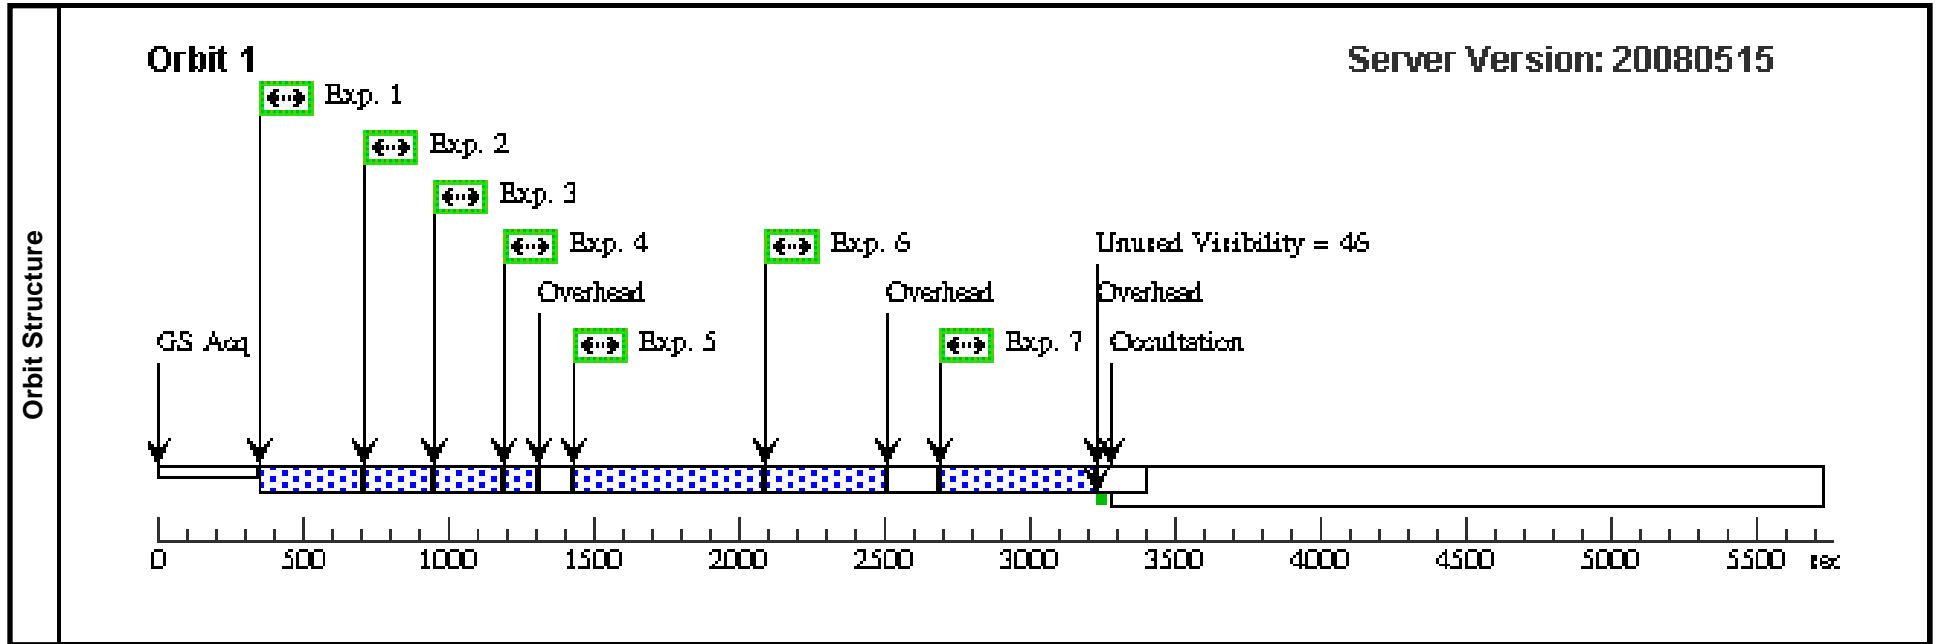 Orbit Structure
Orbit 1
Server Version: 20080515
Exp. 1
Exp. 2
Exp. 3
Exp. 4
Exp. 6
Unused Visibility = 46
Overhead
Overhead
Overhead
GS Acq
Exp. 5
Exp. 7
Occultation
0 500 1000 1500 2000 2500 3000 3500 4000 4500 5000 5500 sec